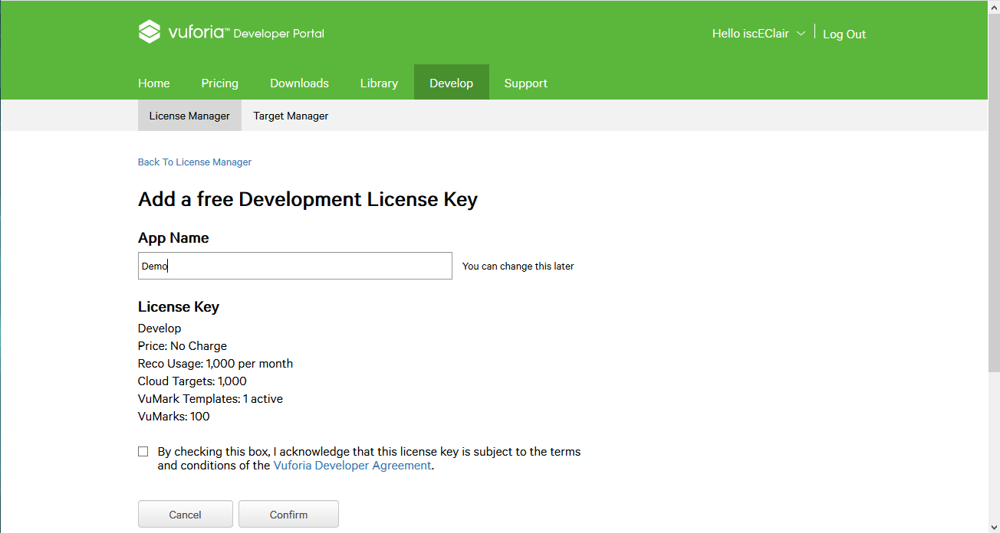 vuforia™ Developer Portal
Hello iscEClair
Log Out
Home
Pricing
Downloads
Library
Develop
Support
License Manager
Target Manager
Back To License Manager
Add a free Development License Key
App Name
Demo
You can change this later
License Key
Develop
Price: No Charge
Reco Usage: 1,000 per month
Cloud Targets: 1,000
VuMark Templates: 1 active
VuMarks: 100
By checking this box, I acknowledge that this license key is subject to the terms
and conditions of the Vuforia Developer Agreement.
Cancel
Confirm